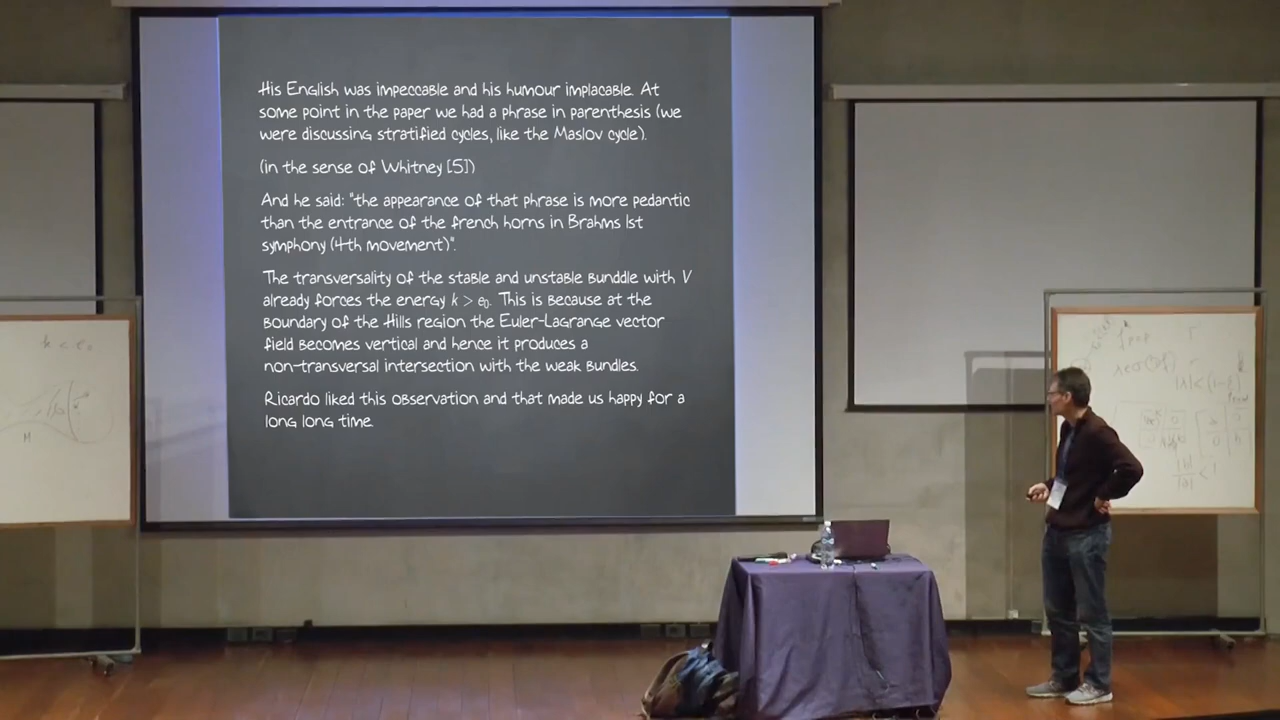 His English was impeccable and his humour implacable. At
some point in the paper we had a phrase in parenthesis (we
were discussing stratified cycles, like the Maslov cycle).
(in the sense of Whitney [5])
And he said: "the appearance of that phrase is more pedantic
than the entrance of the french horns in Brahms 1st
symphony (4th movement)".
The transversality of the stable and unstable bunddle with V
already forces the energy k > e₀. This is because at the
boundary of the Hills region the Euler-Lagrange vector
field becomes vertical and hence it produces a
non-transversal intersection with the weak bundles.
Ricardo liked this observation and that made us happy for a
long long time.
k < e₀
M